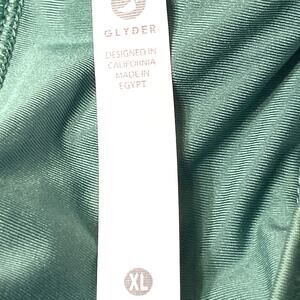 GLYDER
DESIGNED IN
CALIFORNIA
MADE IN
EGYPT
XL